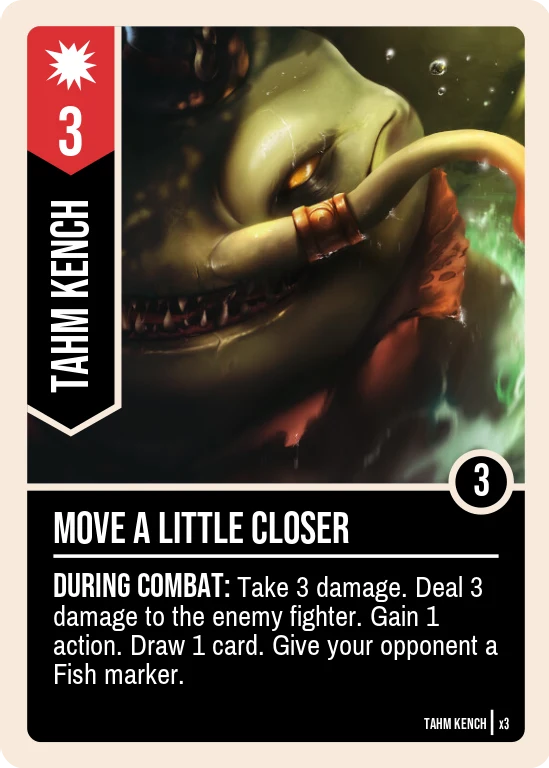 3
TAHM KENCH
3
MOVE A LITTLE CLOSER
DURING COMBAT: Take 3 damage. Deal 3
damage to the enemy fighter. Gain 1
action. Draw 1 card. Give your opponent a
Fish marker.
TAHM KENCH | x3